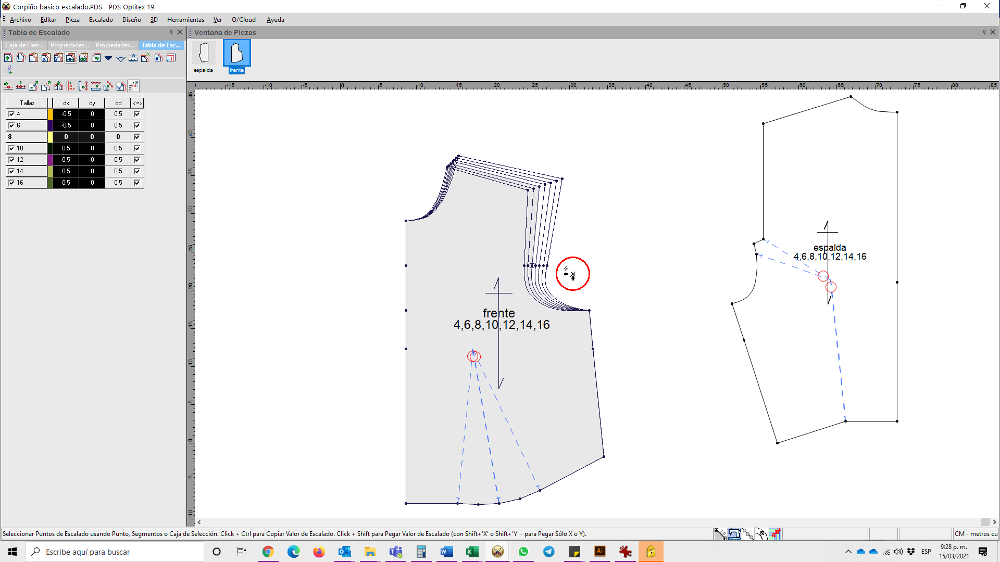 Corpiño basico escalado.PDS - PDS Optitex 19
Archivo Editar Pieza Escalado Diseño 3D Herramientas Ver O/Cloud Ayuda
Tabla de Escalado
Ventana de Piezas
Caja de Herr... Propiedades... Propiedades... Tabla de Esc...
espalda
frente
-15 -10 -5 0 5 10 15 20 25 30 35 40 45 50 55 60 65 70 75 80 85
Tallas dx dy dd <=>
4 -0.5 0 0.5
6 -0.5 0 0.5
8 0 0 0
10 0.5 0 0.5
12 0.5 0 0.5
14 0.5 0 0.5
16 0.5 0 0.5
45
40
35
30
25
20
15
10
5
0
-5
-10
espalda
4,6,8,10,12,14,16
frente
4,6,8,10,12,14,16
Seleccionar Puntos de Escalado usando Punto, Segmentos o Caja de Selección. Click + Ctrl para Copiar Valor de Escalado. Click + Shift para Pegar Valor de Escalado (con Shift+'X' o Shift+'Y' - para Pegar Sólo X o Y).
CM - metros cu
Escribe aquí para buscar
ESP
9:28 p. m.
15/03/2021